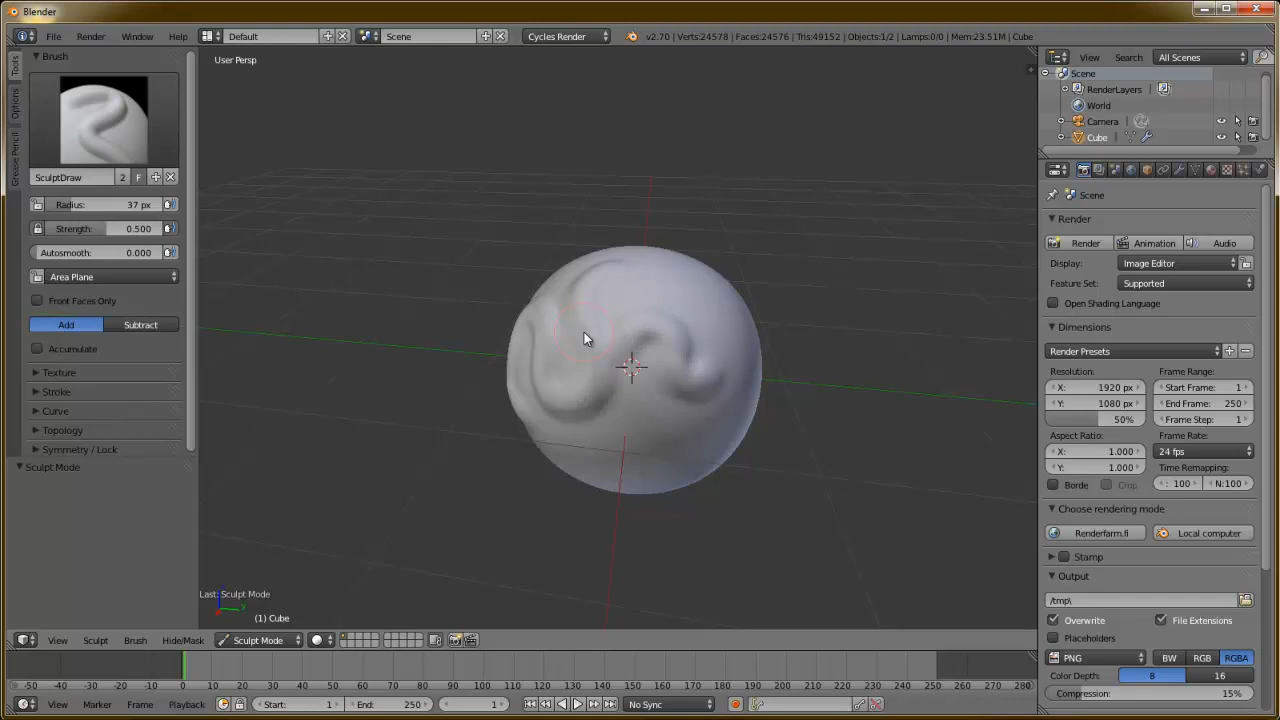 Blender
File Render Window Help Default Scene Cycles Render v2.70 | Verts:24578 | Faces:24576 | Tris:49152 | Objects:1/2 | Lamps:0/0 | Mem:23.51M | Cube
Tools
Options
Grease Pencil
Brush
SculptDraw 2 F
Radius: 37 px
Strength: 0.500
Autosmooth: 0.000
Area Plane
Front Faces Only
Add Subtract
Accumulate
Texture
Stroke
Curve
Topology
Symmetry / Lock
Sculpt Mode
User Persp
Last: Sculpt Mode
(1) Cube
View Sculpt Brush Hide/Mask Sculpt Mode
-50 -40 -30 -20 -10 0 10 20 30 40 50 60 70 80 90 100 110 120 130 140 150 160 170 180 190 200 210 220 230 240 250 260 270 280
View Marker Frame Playback Start: 1 End: 250 1 No Sync
View Search All Scenes
Scene
RenderLayers
World
Camera
Cube
Scene
Render
Render Animation Audio
Display: Image Editor
Feature Set: Supported
Open Shading Language
Dimensions
Render Presets
Resolution: Frame Range:
X: 1920 px Start Frame: 1
Y: 1080 px End Frame: 250
50% Frame Step: 1
Aspect Ratio: Frame Rate:
X: 1.000 24 fps
Y: 1.000 Time Remapping:
Borde Crop : 100 N:100
Choose rendering mode
Renderfarm.fi Local computer
Stamp
Output
/tmp\
Overwrite File Extensions
Placeholders
PNG BW RGB RGBA
Color Depth: 8 16
Compression: 15%